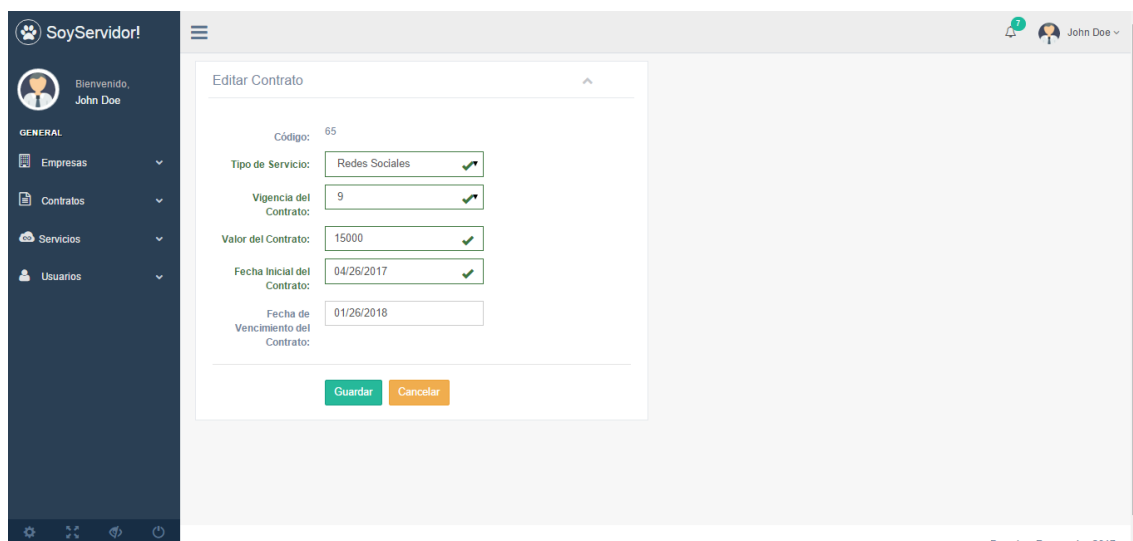 SoyServidor!
7
John Doe
Bienvenido,
John Doe
GENERAL
Empresas
Contratos
Servicios
Usuarios
Editar Contrato
Código: 65
Tipo de Servicio: Redes Sociales
Vigencia del
Contrato: 9
Valor del Contrato: 15000
Fecha Inicial del
Contrato: 04/26/2017
Fecha de
Vencimiento del
Contrato: 01/26/2018
Guardar Cancelar